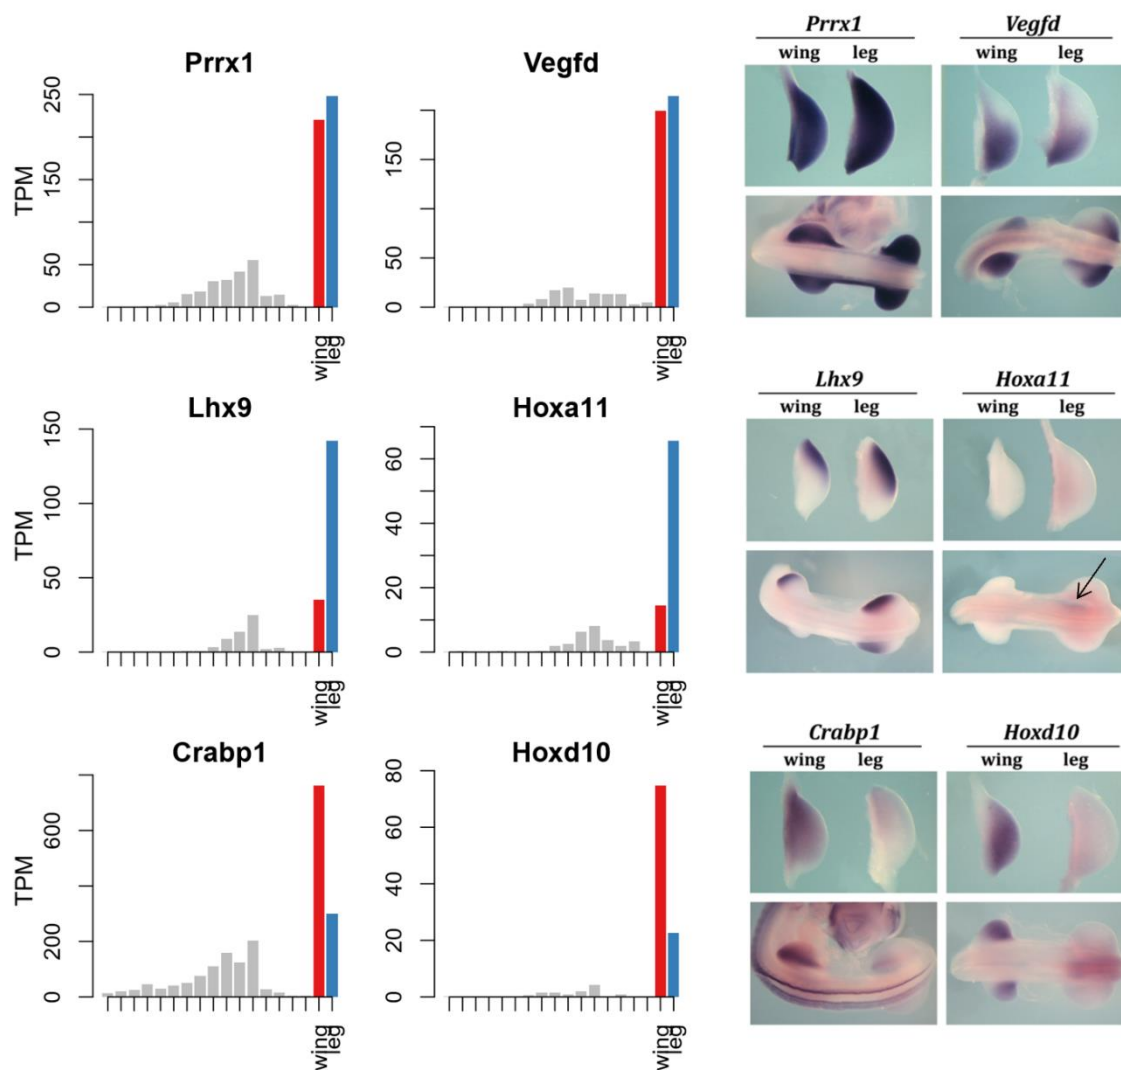 Prrx1
Vegfd
TPM
0
50
150
250
0
50
150
wing
leg
wing
leg
Prrx1
Vegfd
wing leg
wing leg
Lhx9
Hoxa11
TPM
0
50
100
150
0
20
40
60
wing
leg
wing
leg
Lhx9
Hoxa11
wing leg
wing leg
Crabp1
Hoxd10
TPM
0
200
600
0
20
40
60
80
wing
leg
wing
leg
Crabp1
Hoxd10
wing leg
wing leg